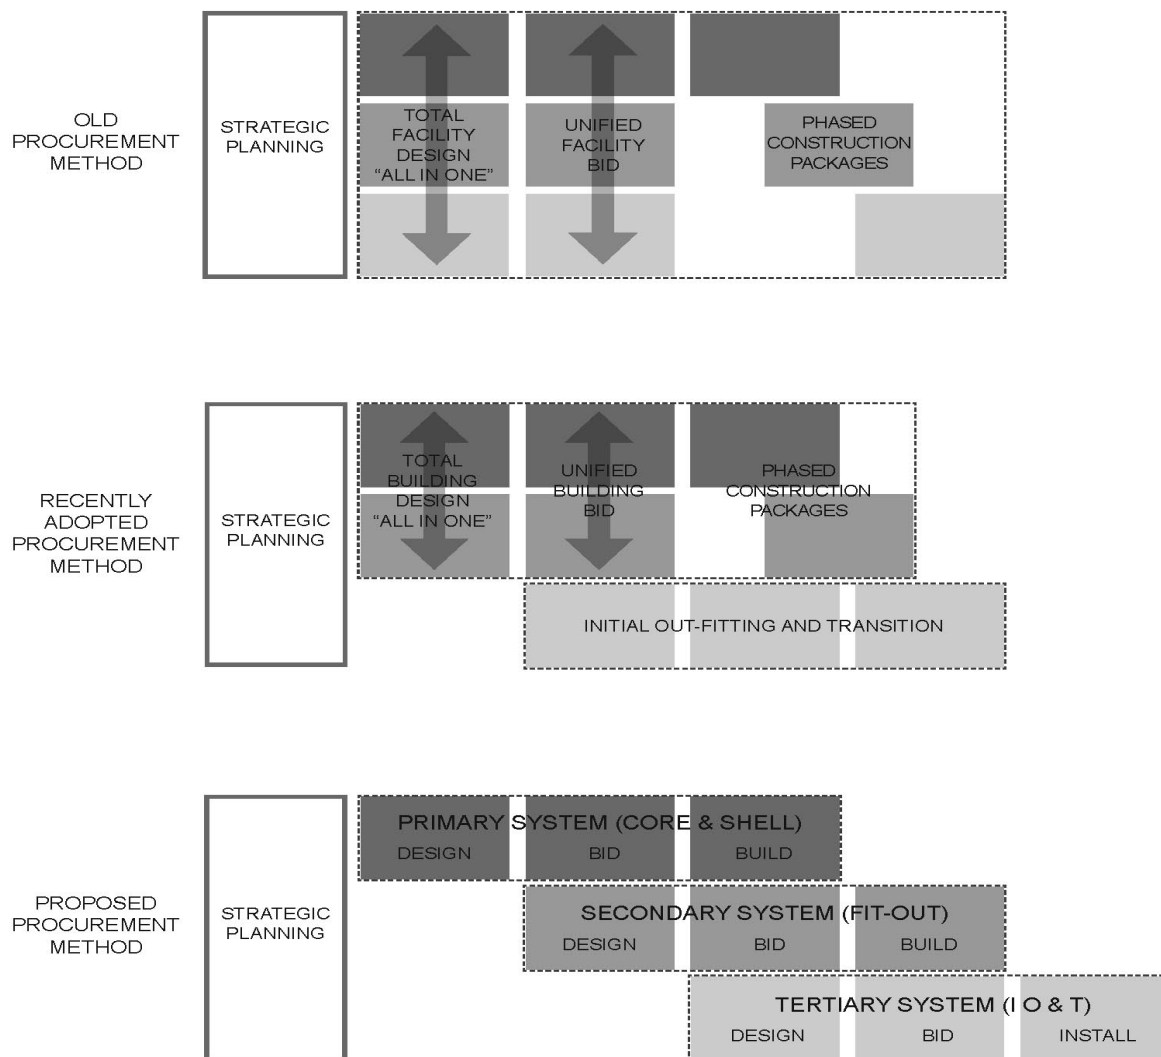 OLD
PROCUREMENT
METHOD
STRATEGIC
PLANNING
TOTAL
FACILITY
DESIGN
“ALL IN ONE”
UNIFIED
FACILITY
BID
PHASED
CONSTRUCTION
PACKAGES
RECENTLY
ADOPTED
PROCUREMENT
METHOD
STRATEGIC
PLANNING
TOTAL
BUILDING
DESIGN
“ALL IN ONE”
UNIFIED
BUILDING
BID
PHASED
CONSTRUCTION
PACKAGES
INITIAL OUT-FITTING AND TRANSITION
PROPOSED
PROCUREMENT
METHOD
STRATEGIC
PLANNING
PRIMARY SYSTEM (CORE & SHELL)
DESIGN BID BUILD
SECONDARY SYSTEM (FIT-OUT)
DESIGN BID BUILD
TERTIARY SYSTEM (I O & T)
DESIGN BID INSTALL